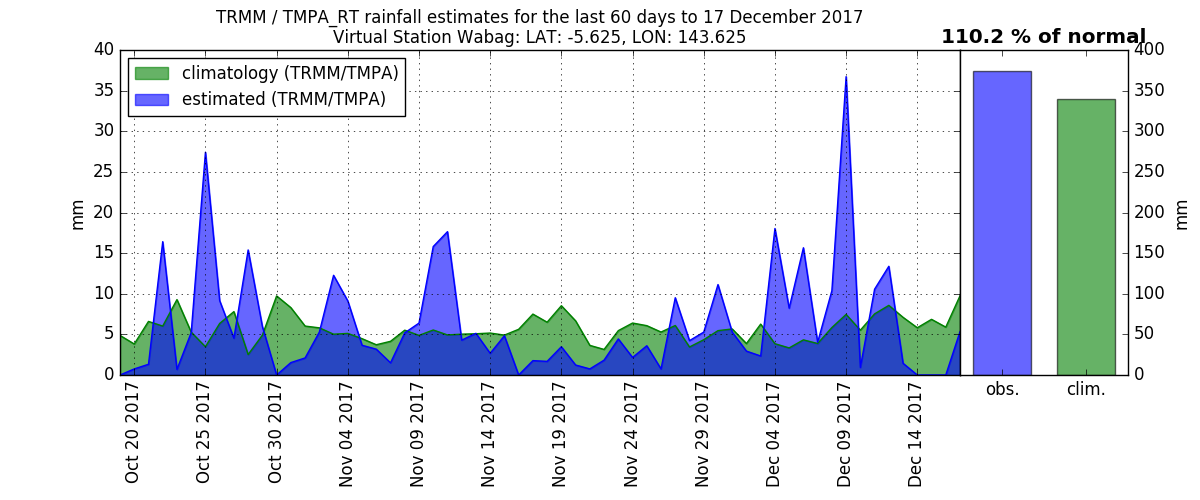 TRMM / TMPA_RT rainfall estimates for the last 60 days to 17 December 2017
Virtual Station Wabag: LAT: -5.625, LON: 143.625
110.2 % of normal
climatology (TRMM/TMPA)
estimated (TRMM/TMPA)
40
35
30
25
20
15
10
5
0
mm
400
350
300
250
200
150
100
50
0
mm
Oct 20 2017
Oct 25 2017
Oct 30 2017
Nov 04 2017
Nov 09 2017
Nov 14 2017
Nov 19 2017
Nov 24 2017
Nov 29 2017
Dec 04 2017
Dec 09 2017
Dec 14 2017
obs.
clim.